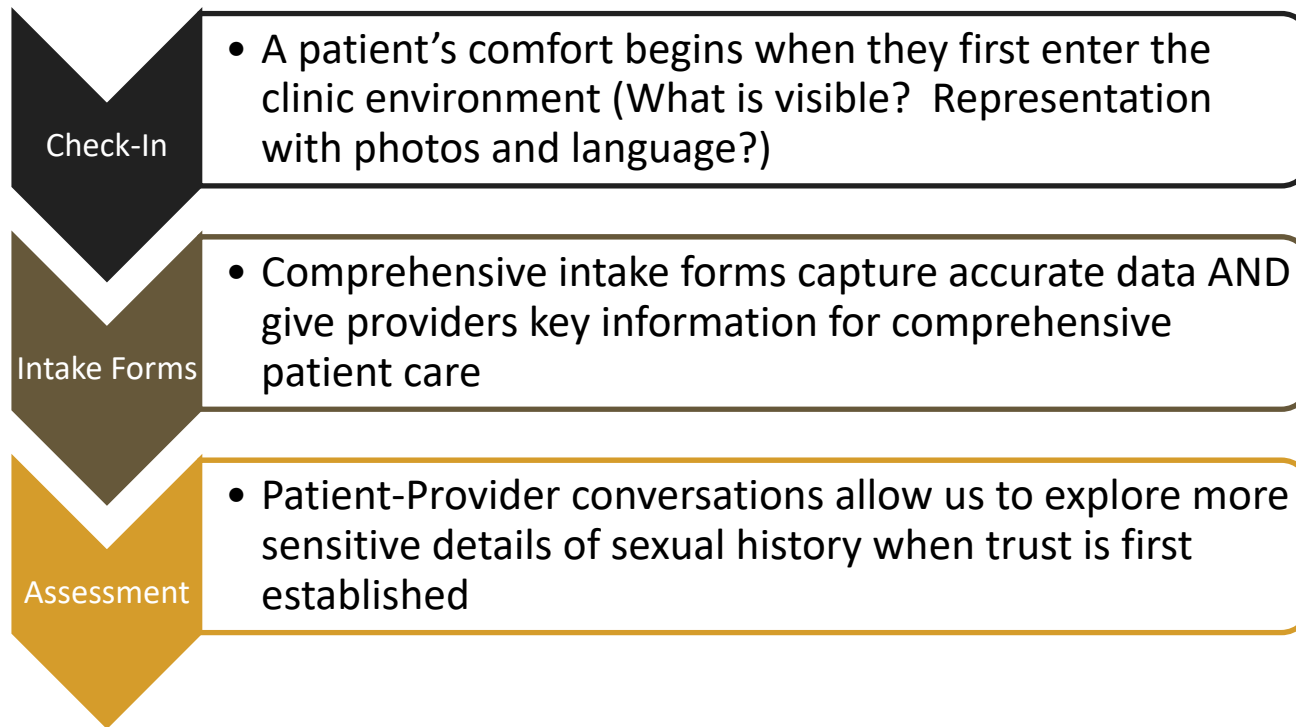 Check-In
• A patient’s comfort begins when they first enter the
clinic environment (What is visible?  Representation
with photos and language?)
Intake Forms
• Comprehensive intake forms capture accurate data AND
give providers key information for comprehensive
patient care
Assessment
• Patient-Provider conversations allow us to explore more
sensitive details of sexual history when trust is first
established